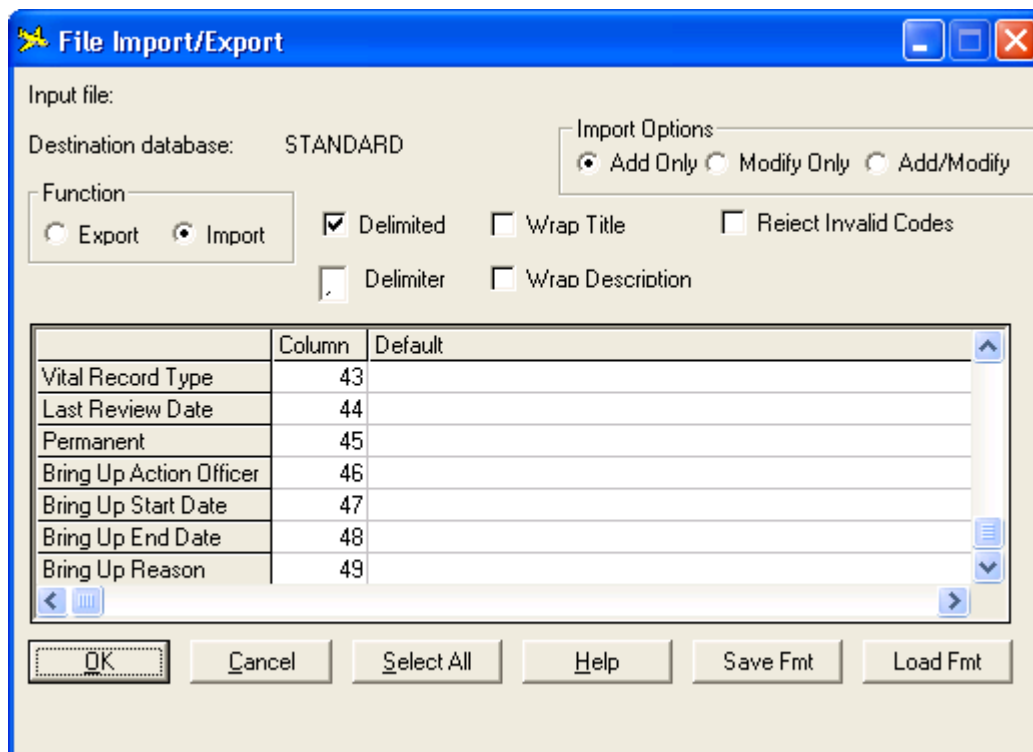 File Import/Export
Input file:
Destination database: STANDARD
Import Options
Add Only Modify Only Add/Modify
Function
Export Import
Delimited Wrap Title Reject Invalid Codes
, Delimiter Wrap Description
Column Default
Vital Record Type 43
Last Review Date 44
Permanent 45
Bring Up Action Officer 46
Bring Up Start Date 47
Bring Up End Date 48
Bring Up Reason 49
OK Cancel Select All Help Save Fmt Load Fmt